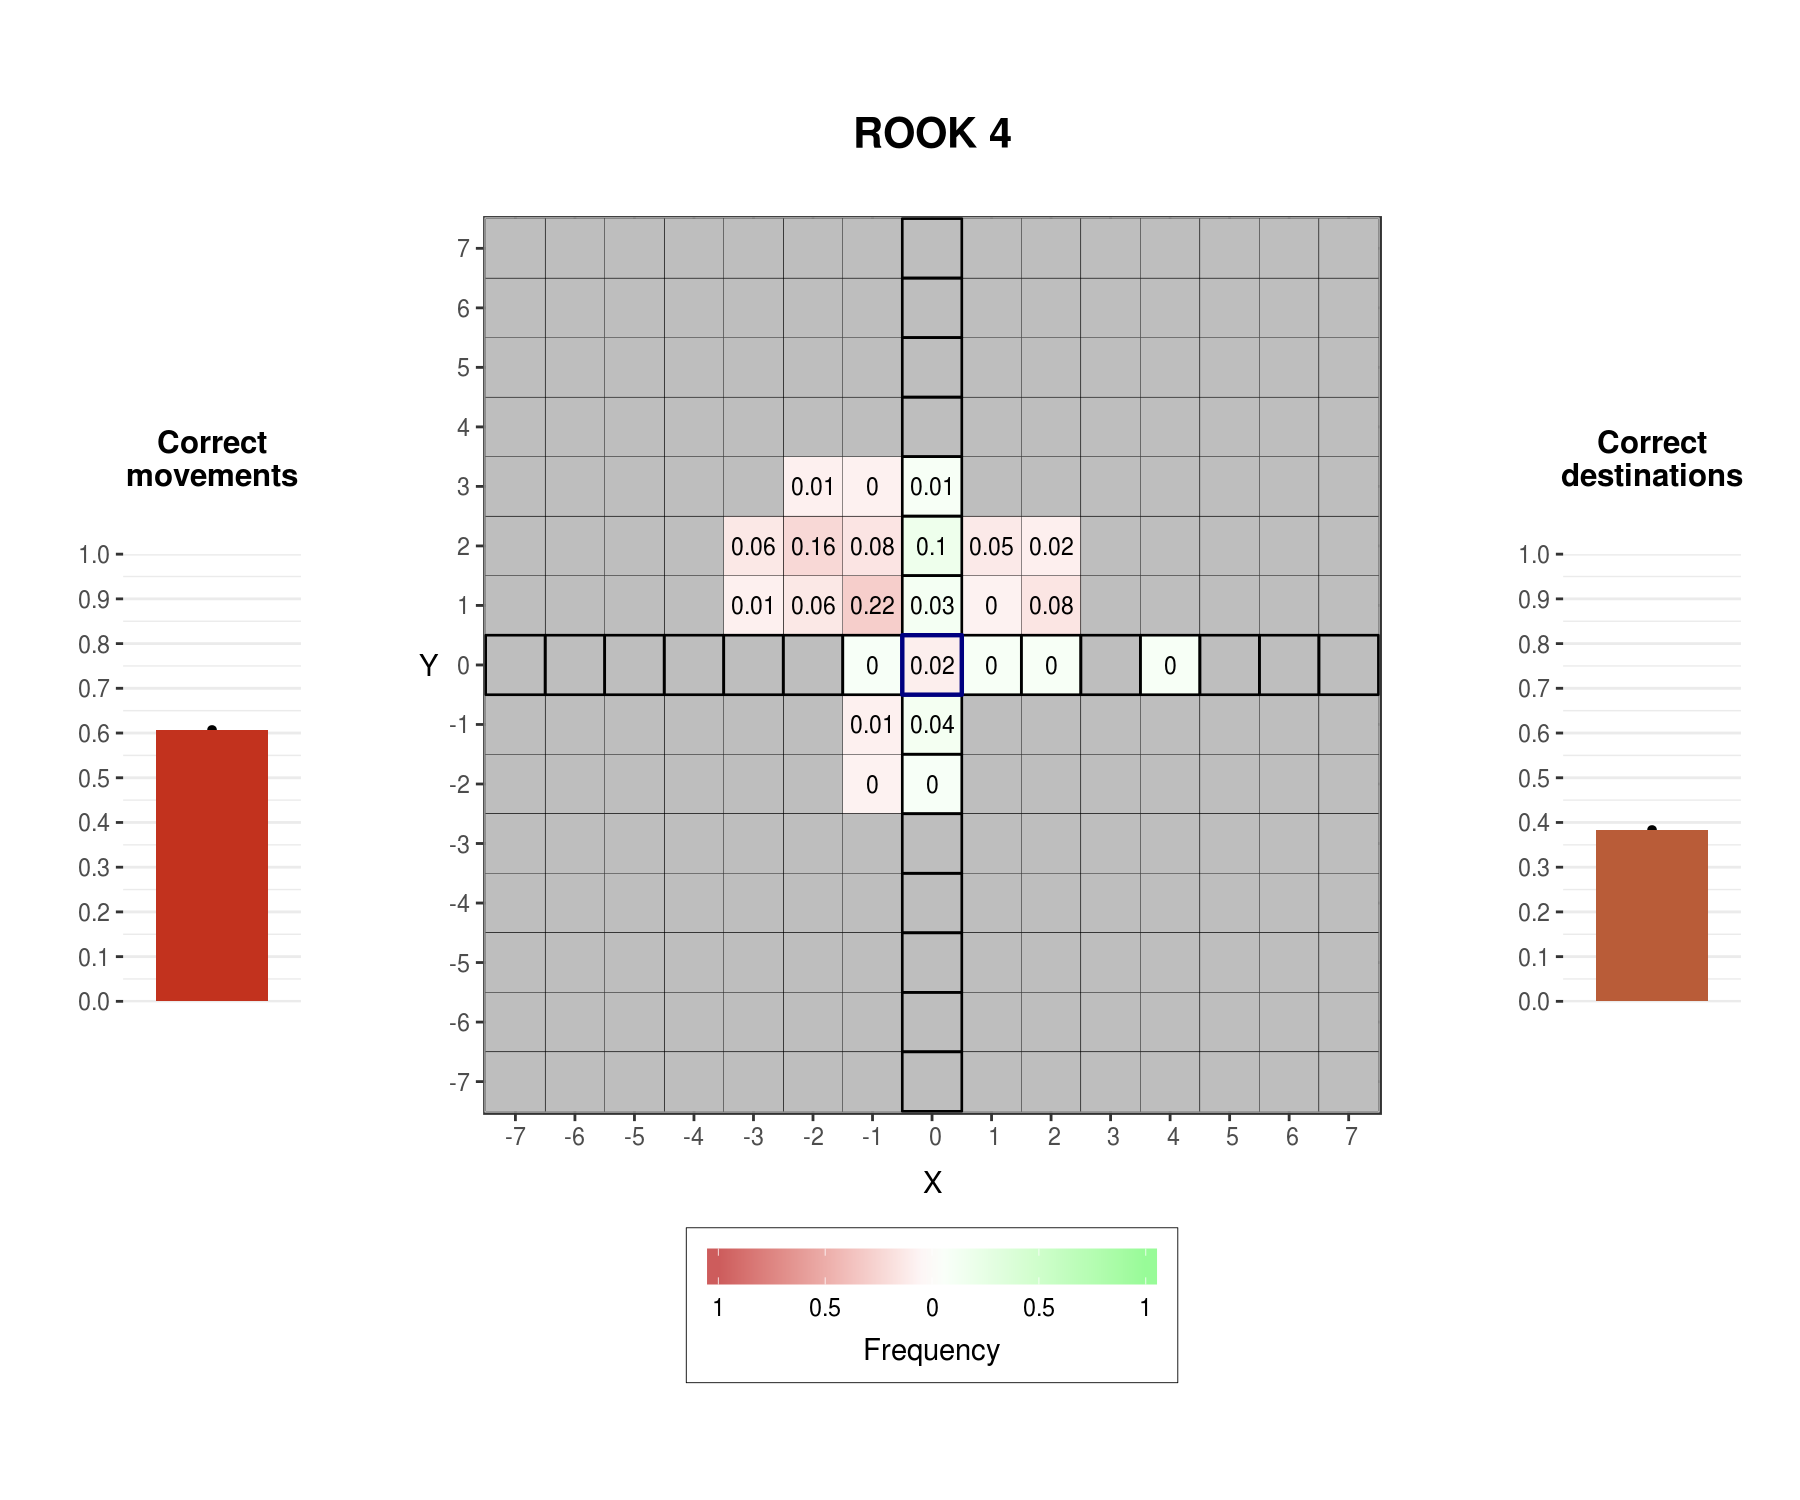 ROOK 4
Correct
movements
1.0
0.9
0.8
0.7
0.6
0.5
0.4
0.3
0.2
0.1
0.0
Y
7
6
5
4
3 0.01 0 0.01
2 0.06 0.16 0.08 0.1 0.05 0.02
1 0.01 0.06 0.22 0.03 0 0.08
0 0 0.02 0 0 0
-1 0.01 0.04
-2 0 0
-3
-4
-5
-6
-7
-7 -6 -5 -4 -3 -2 -1 0 1 2 3 4 5 6 7
X
1 0.5 0 0.5 1
Frequency
Correct
destinations
1.0
0.9
0.8
0.7
0.6
0.5
0.4
0.3
0.2
0.1
0.0